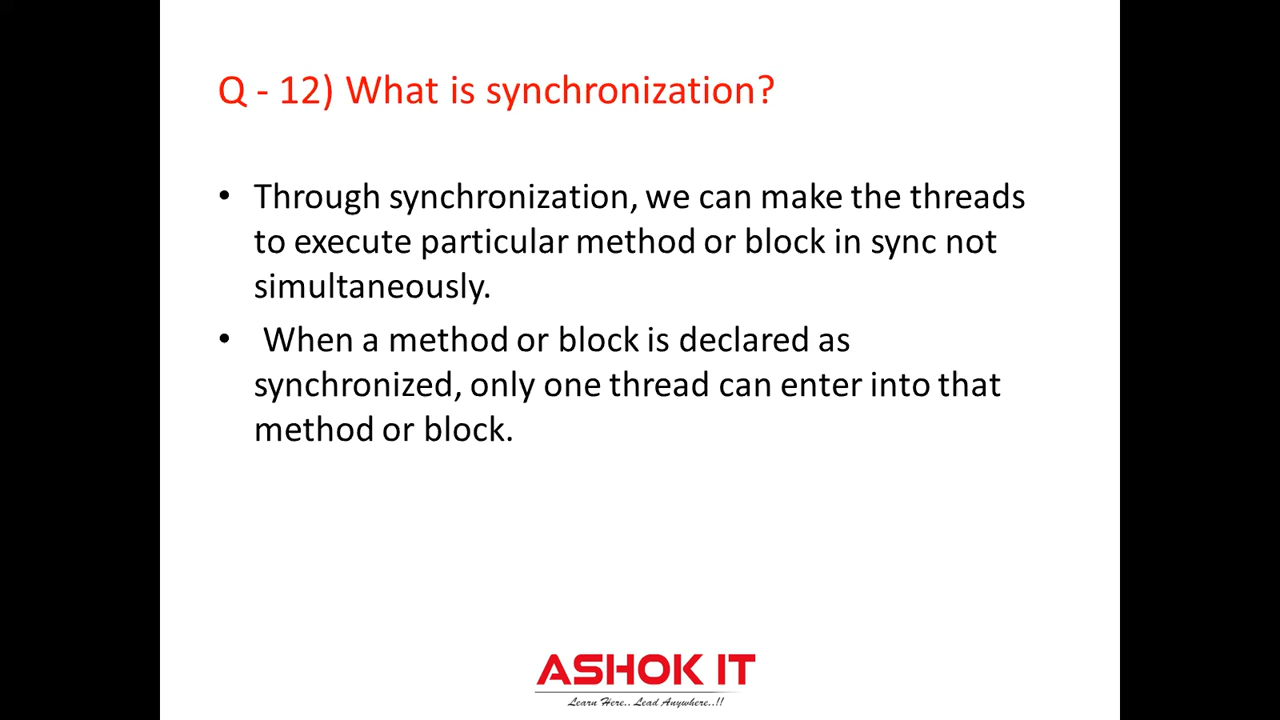 Q - 12) What is synchronization?
• Through synchronization, we can make the threads
to execute particular method or block in sync not
simultaneously.
• When a method or block is declared as
synchronized, only one thread can enter into that
method or block.
ASHOK IT
Learn Here.. Lead Anywhere..!!